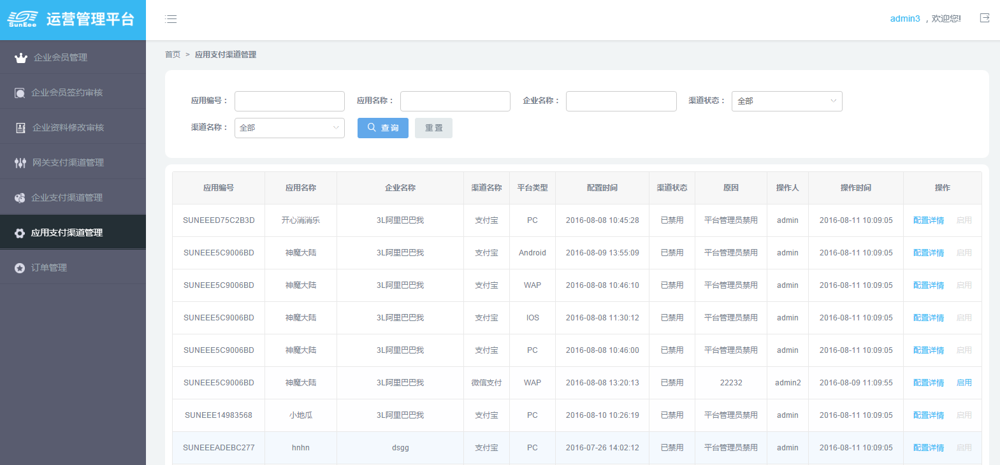 SunEee 运营管理平台
admin3 ，欢迎您!
企业会员管理
企业会员签约审核
企业资料修改审核
网关支付渠道管理
企业支付渠道管理
应用支付渠道管理
订单管理
首页 > 应用支付渠道管理
应用编号： 应用名称： 企业名称： 渠道状态： 全部
渠道名称： 全部 查询 重置
应用编号 应用名称 企业名称 渠道名称 平台类型 配置时间 渠道状态 原因 操作人 操作时间 操作
SUNEEED75C2B3D 开心消消乐 3L阿里巴巴我 支付宝 PC 2016-08-08 10:45:28 已禁用 平台管理员禁用 admin 2016-08-11 10:09:05 配置详情 启用
SUNEEE5C9006BD 神魔大陆 3L阿里巴巴我 支付宝 Android 2016-08-09 13:55:09 已禁用 平台管理员禁用 admin 2016-08-11 10:09:05 配置详情 启用
SUNEEE5C9006BD 神魔大陆 3L阿里巴巴我 支付宝 WAP 2016-08-08 10:46:10 已禁用 平台管理员禁用 admin 2016-08-11 10:09:05 配置详情 启用
SUNEEE5C9006BD 神魔大陆 3L阿里巴巴我 支付宝 IOS 2016-08-08 11:30:12 已禁用 平台管理员禁用 admin 2016-08-11 10:09:05 配置详情 启用
SUNEEE5C9006BD 神魔大陆 3L阿里巴巴我 支付宝 PC 2016-08-08 10:46:00 已禁用 平台管理员禁用 admin 2016-08-11 10:09:05 配置详情 启用
SUNEEE5C9006BD 神魔大陆 3L阿里巴巴我 微信支付 WAP 2016-08-08 13:20:13 已禁用 22232 admin2 2016-08-09 11:09:55 配置详情 启用
SUNEEE14983568 小地瓜 3L阿里巴巴我 支付宝 PC 2016-08-10 10:26:19 已禁用 平台管理员禁用 admin 2016-08-11 10:09:05 配置详情 启用
SUNEEEADEBC277 hnhn dsgg 支付宝 PC 2016-07-26 14:02:12 已禁用 平台管理员禁用 admin 2016-08-11 10:09:05 配置详情 启用